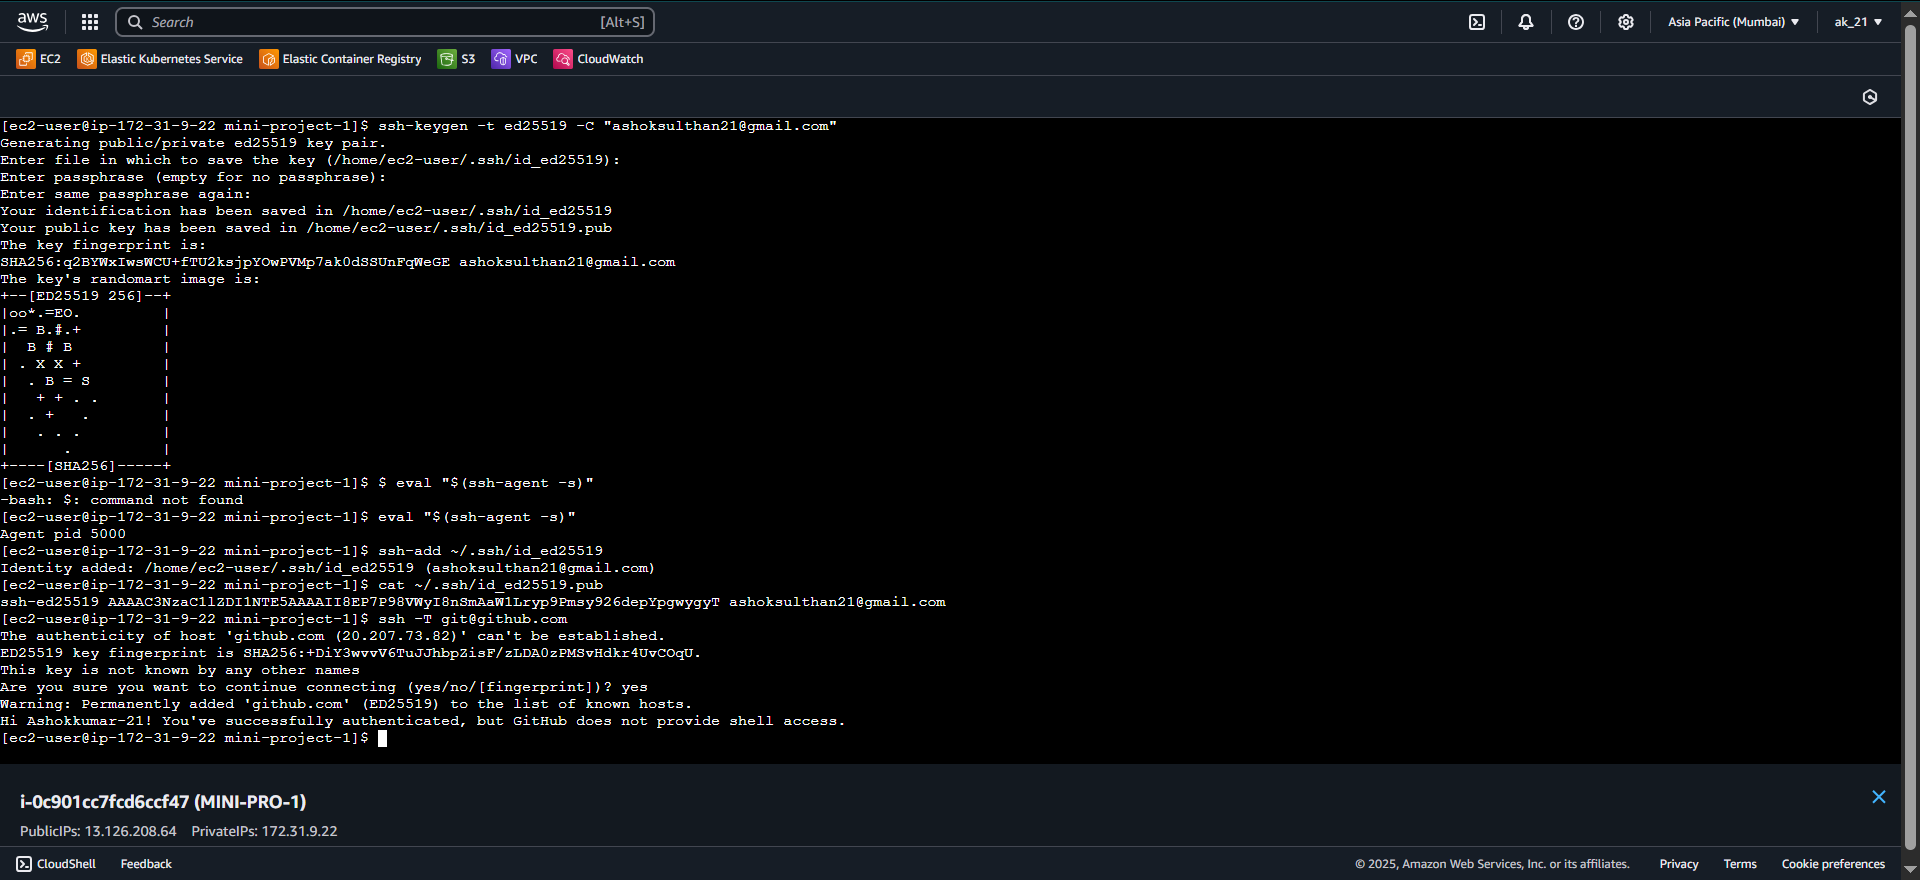 aws
Search [Alt+S]
Asia Pacific (Mumbai) ▼ ak_21 ▼
EC2 Elastic Kubernetes Service Elastic Container Registry S3 VPC CloudWatch
[ec2-user@ip-172-31-9-22 mini-project-1]$ ssh-keygen -t ed25519 -C "ashoksulthan21@gmail.com"
Generating public/private ed25519 key pair.
Enter file in which to save the key (/home/ec2-user/.ssh/id_ed25519):
Enter passphrase (empty for no passphrase):
Enter same passphrase again:
Your identification has been saved in /home/ec2-user/.ssh/id_ed25519
Your public key has been saved in /home/ec2-user/.ssh/id_ed25519.pub
The key fingerprint is:
SHA256:q2BYWxIwsWCU+fTU2ksjpYOwPVMp7ak0dSSUnFqWeGE ashoksulthan21@gmail.com
The key's randomart image is:
+--[ED25519 256]--+
|oo*.=EO.         |
|.= B.#.+         |
|  B # B          |
| . X X +         |
|  . B = S        |
|   + + . .       |
|  . +   .        |
|   . . .         |
|      .          |
+----[SHA256]-----+
[ec2-user@ip-172-31-9-22 mini-project-1]$ $ eval "$(ssh-agent -s)"
-bash: $: command not found
[ec2-user@ip-172-31-9-22 mini-project-1]$ eval "$(ssh-agent -s)"
Agent pid 5000
[ec2-user@ip-172-31-9-22 mini-project-1]$ ssh-add ~/.ssh/id_ed25519
Identity added: /home/ec2-user/.ssh/id_ed25519 (ashoksulthan21@gmail.com)
[ec2-user@ip-172-31-9-22 mini-project-1]$ cat ~/.ssh/id_ed25519.pub
ssh-ed25519 AAAAC3NzaC1lZDI1NTE5AAAAII8EP7P98VWyI8nSmAaW1Lryp9Pmsy926depYpgwygyT ashoksulthan21@gmail.com
[ec2-user@ip-172-31-9-22 mini-project-1]$ ssh -T git@github.com
The authenticity of host 'github.com (20.207.73.82)' can't be established.
ED25519 key fingerprint is SHA256:+DiY3wvvV6TuJJhbpZisF/zLDA0zPMSvHdkr4UvCOqU.
This key is not known by any other names
Are you sure you want to continue connecting (yes/no/[fingerprint])? yes
Warning: Permanently added 'github.com' (ED25519) to the list of known hosts.
Hi Ashokkumar-21! You've successfully authenticated, but GitHub does not provide shell access.
[ec2-user@ip-172-31-9-22 mini-project-1]$
i-0c901cc7fcd6ccf47 (MINI-PRO-1)
PublicIPs: 13.126.208.64 PrivateIPs: 172.31.9.22
CloudShell Feedback © 2025, Amazon Web Services, Inc. or its affiliates. Privacy Terms Cookie preferences